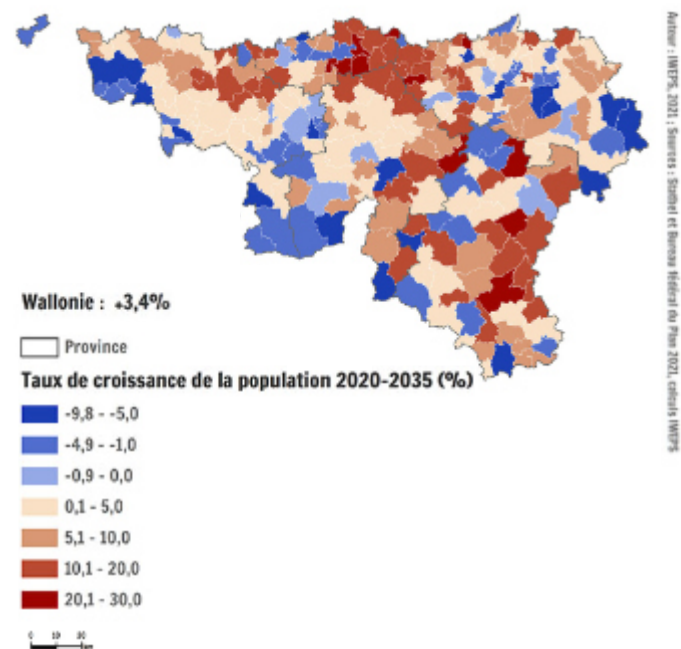 Wallonie : +3,4%
Province
Taux de croissance de la population 2020-2035 (%)
-9,8 - -5,0
-4,9 - -1,0
-0,9 - 0,0
0,1 - 5,0
5,1 - 10,0
10,1 - 20,0
20,1 - 30,0
Auteur : IWEPS, 2021 ; Sources : Statbel et Bureau fédéral du Plan 2021, calculs IWEPS